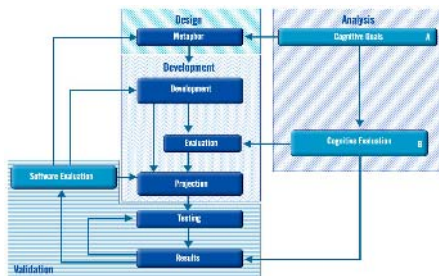 Design
Analysis
Metaphor
Cognitive Goals A
Development
Development
Evaluation
Cognitive Evaluation B
Software Evaluation
Projection
Testing
Results
Validation